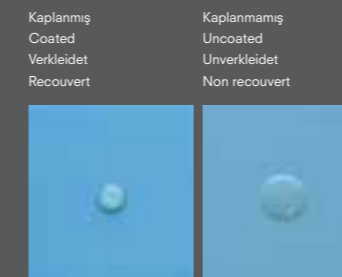 Kaplanmış
Coated
Verkleidet
Recouvert
Kaplanmamış
Uncoated
Unverkleidet
Non recouvert